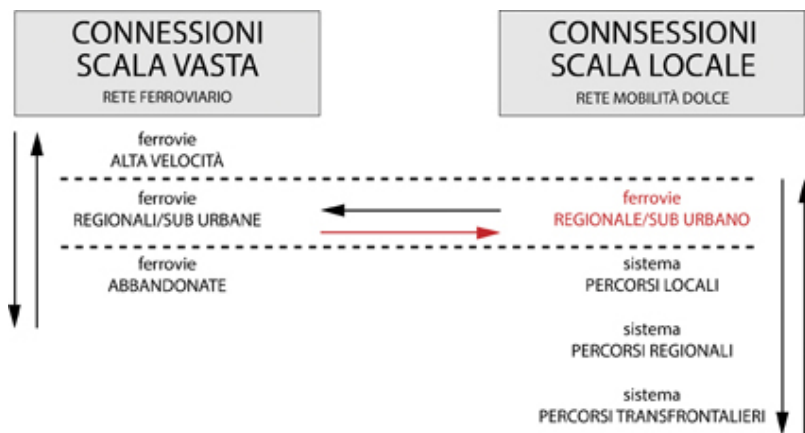 CONNESSIONI
SCALA VASTA
RETE FERROVIARIO
ferrovie
ALTA VELOCITÀ
ferrovie
REGIONALI/SUB URBANE
ferrovie
ABBANDONATE
CONNSESSIONI
SCALA LOCALE
RETE MOBILITÀ DOLCE
ferrovie
REGIONALE/SUB URBANO
sistema
PERCORSI LOCALI
sistema
PERCORSI REGIONALI
sistema
PERCORSI TRANSFRONTALIERI